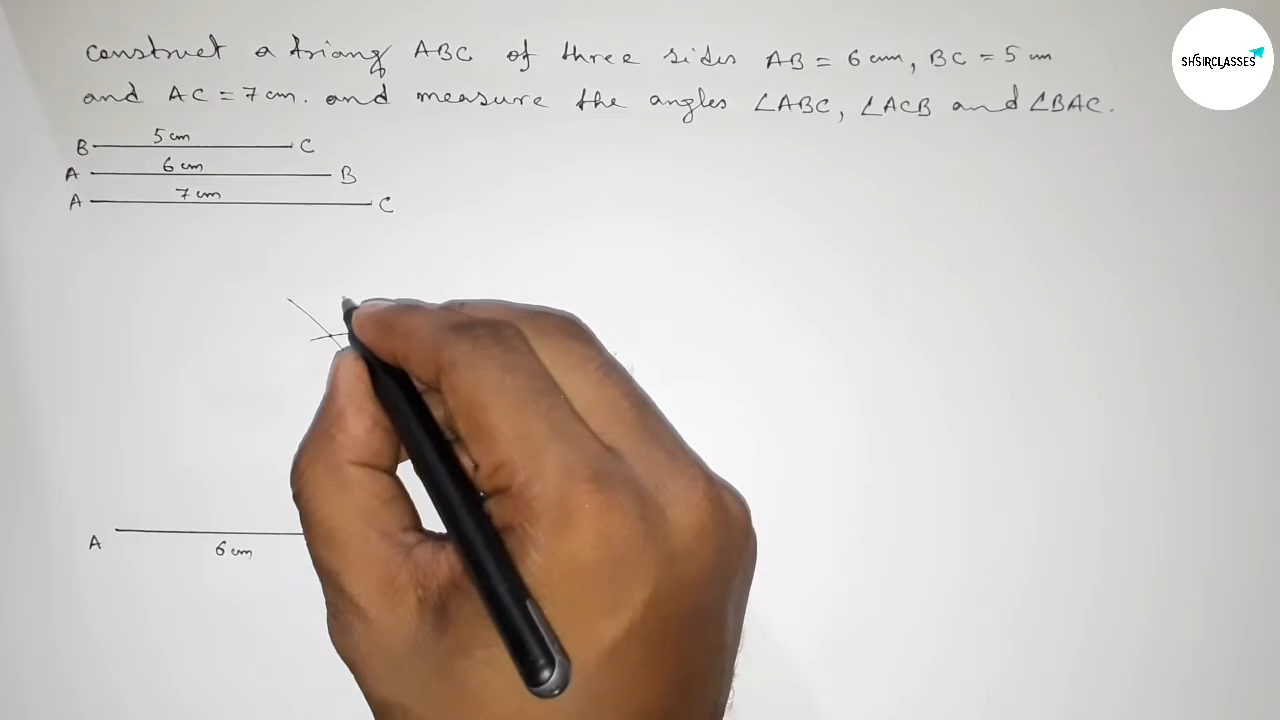 construct a triang ABC of three sides AB = 6 cm, BC = 5 cm
and AC = 7 cm. and measure the angles ∠ABC, ∠ACB and ∠BAC.
SHSIRCLASSES
B 5 cm C
A 6 cm B
A 7 cm C
A 6 cm